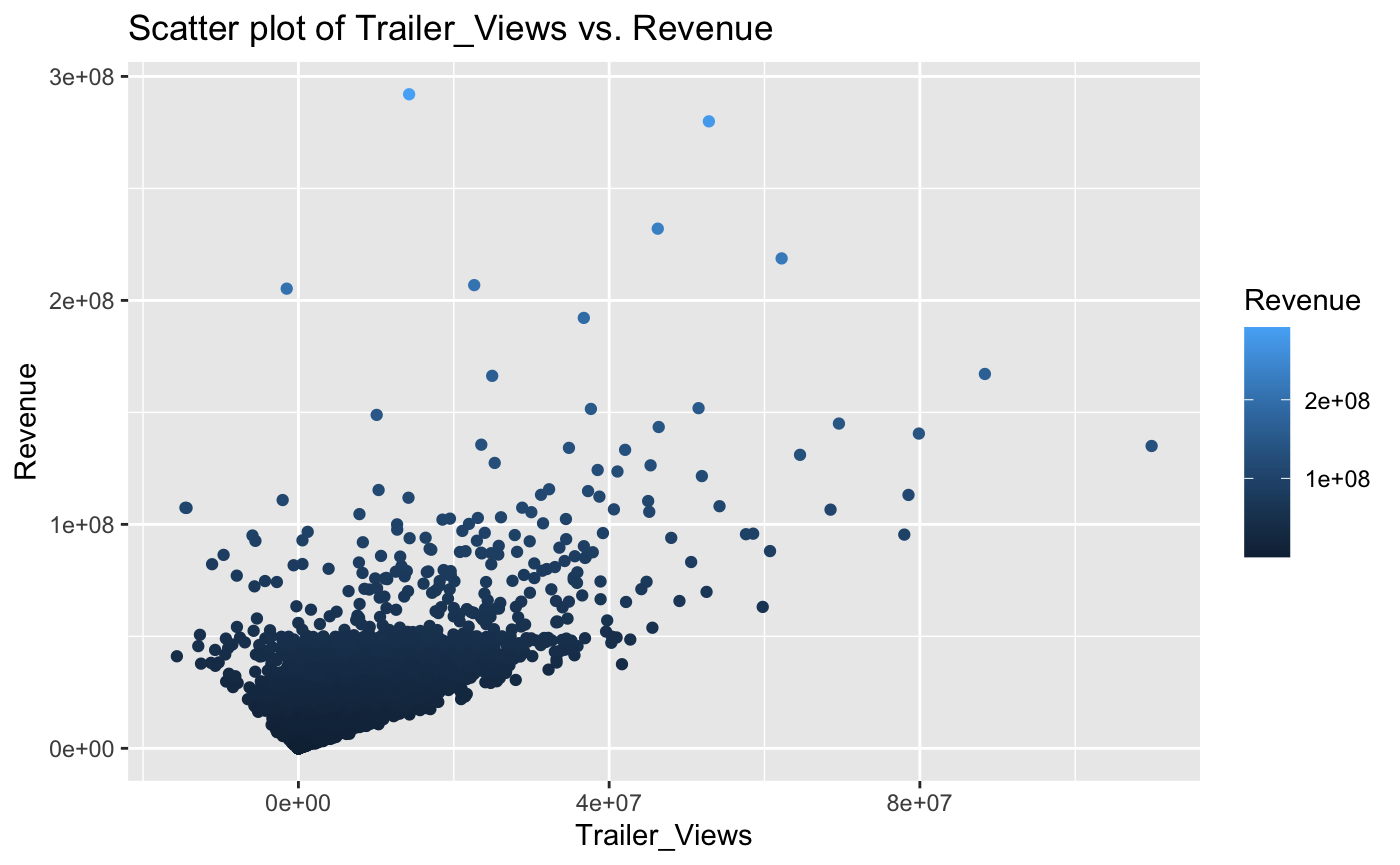 Scatter plot of Trailer_Views vs. Revenue
3e+08
2e+08
1e+08
0e+00
Revenue
0e+00
4e+07
8e+07
Trailer_Views
Revenue
2e+08
1e+08